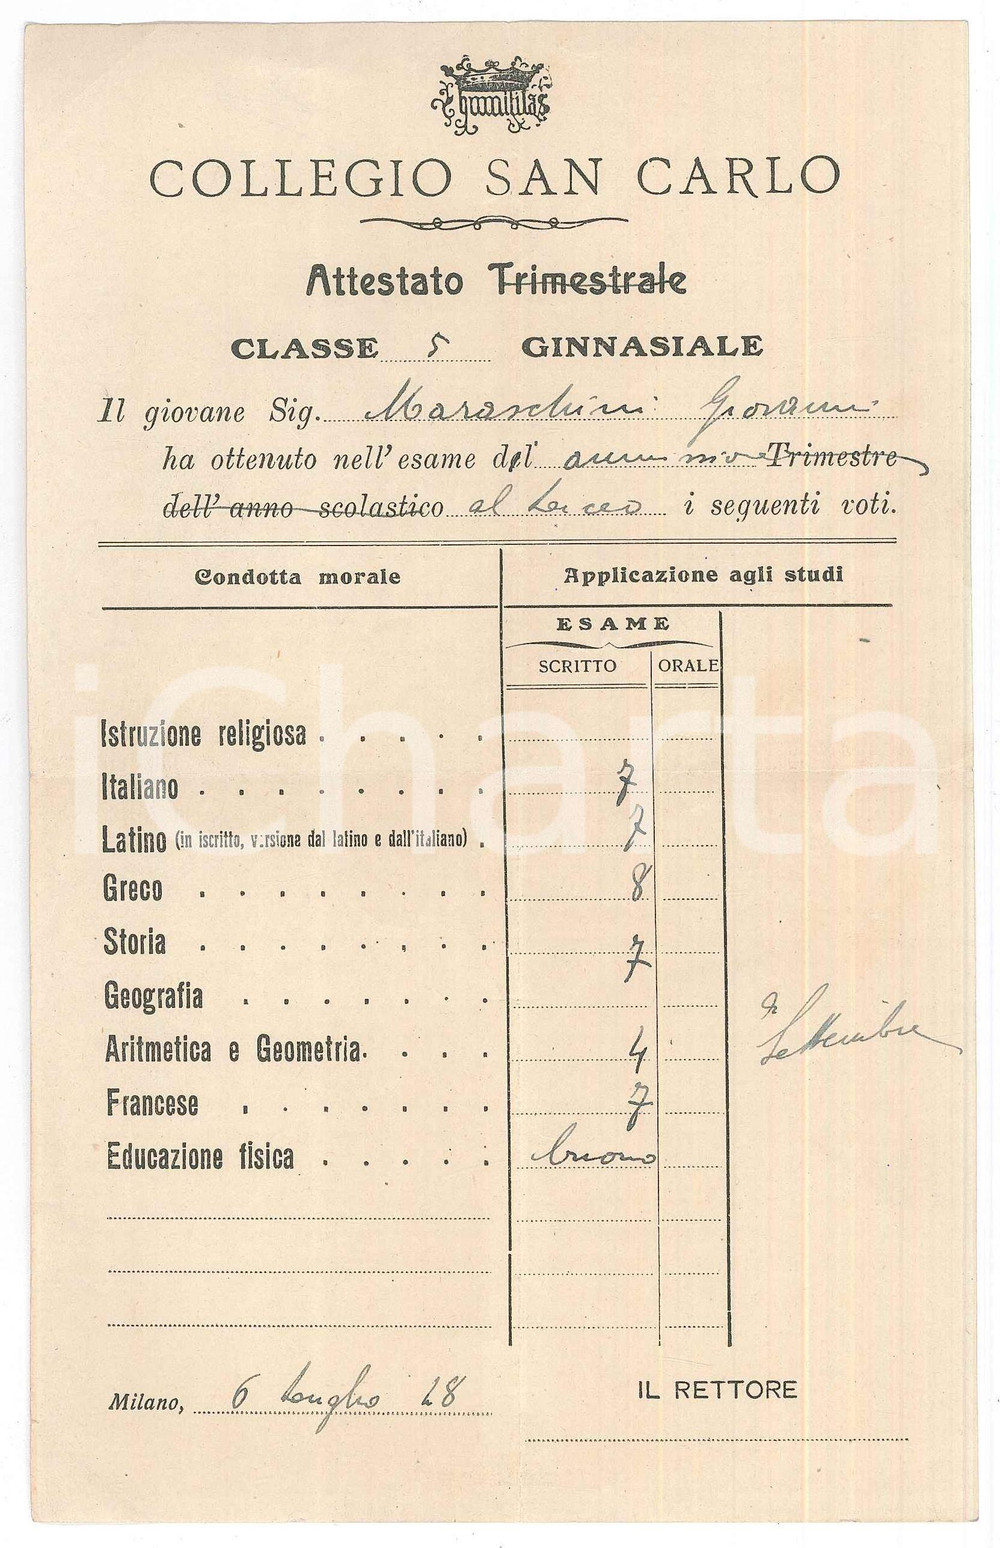 humilitas
COLLEGIO SAN CARLO
Attestato Trimestrale
CLASSE 5 GINNASIALE
Il giovane Sig. Maraschini Giovanni
ha ottenuto nell'esame dell' ammissione Trimestre
dell' anno scolastico al Liceo i seguenti voti.
Condotta morale
Applicazione agli studi
ESAME
SCRITTO ORALE
Istruzione religiosa
Italiano 7
Latino (in iscritto, versione dal latino e dall'italiano) 7
Greco 8
Storia 7
Geografia
Aritmetica e Geometria 4 Settembre
Francese 7
Educazione fisica buono
Milano, 6 Luglio 28
IL RETTORE
iCharta